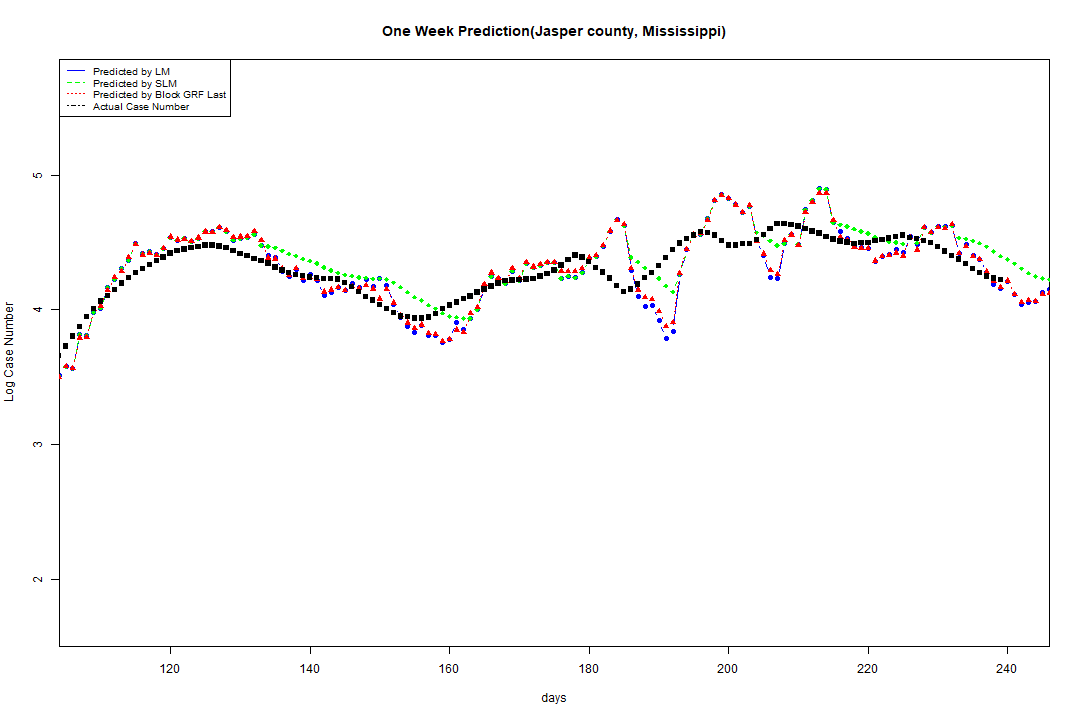 One Week Prediction(Jasper county, Mississippi)
Predicted by LM
Predicted by SLM
Predicted by Block GRF Last
Actual Case Number
5
4
3
2
Log Case Number
120 140 160 180 200 220 240
days